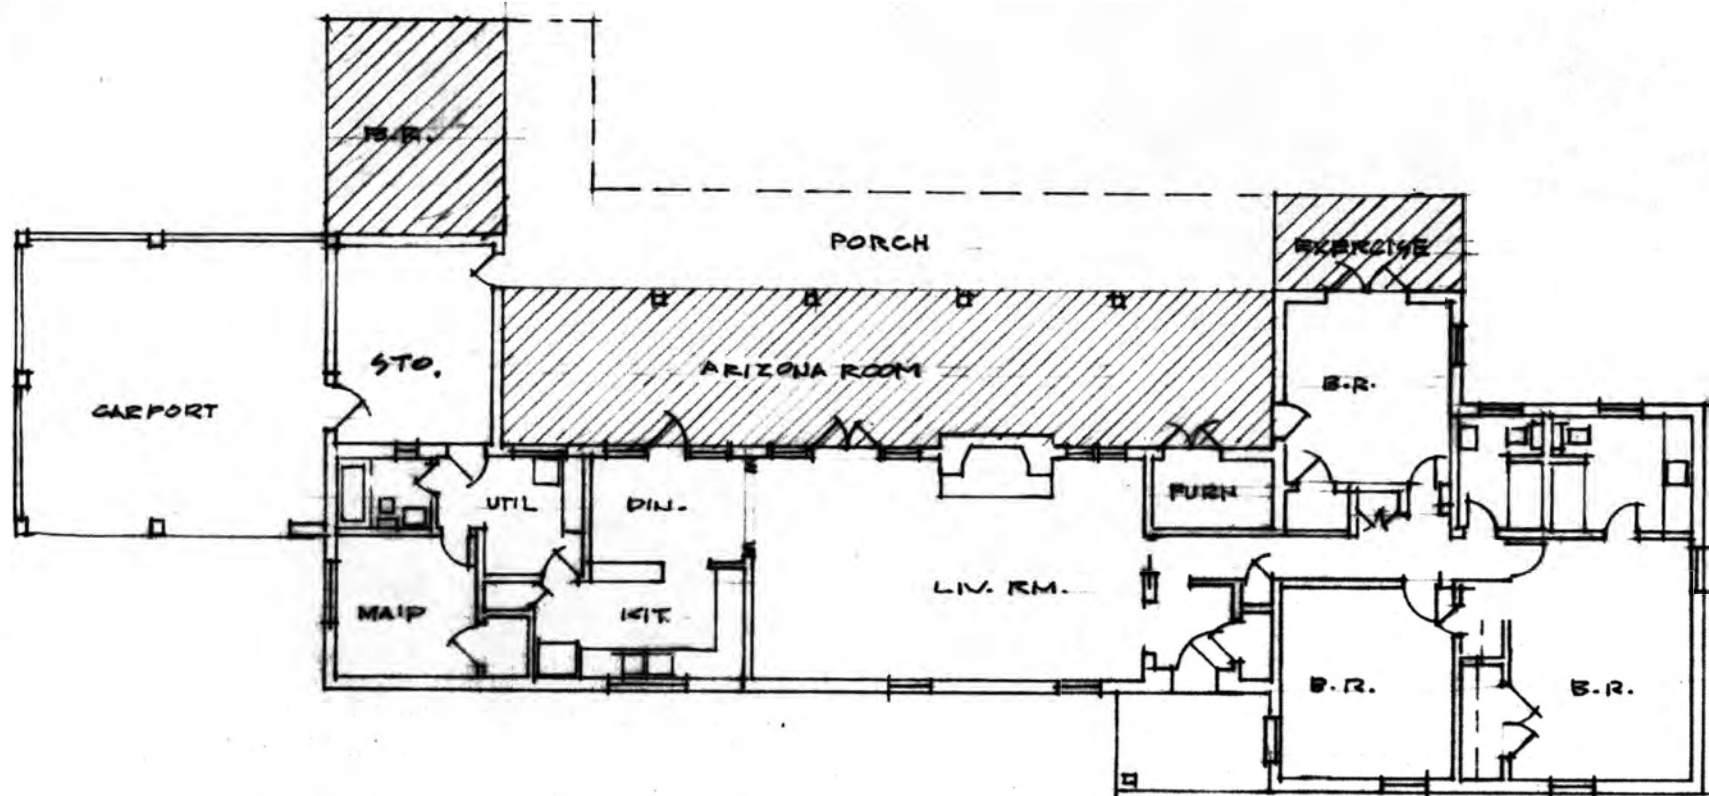 B.R.
PORCH
EXERCISE
STO.
ARIZONA ROOM
B.R.
CARPORT
UTIL
DIN.
FURN
MAID
KIT.
LIV. RM.
B.R.
B.R.